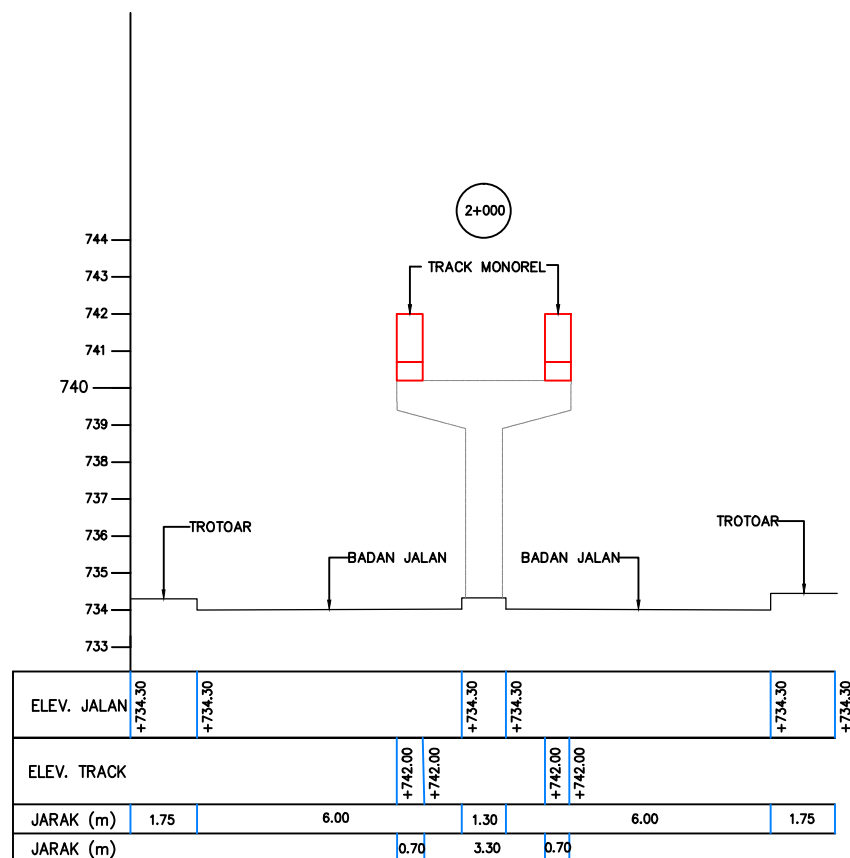 2+000
744
TRACK MONOREL
743
742
741
740
739
738
737
TROTOAR
TROTOAR
736
BADAN JALAN
BADAN JALAN
735
734
733
ELEV. JALAN +734.30 +734.30 +734.30 +734.30 +734.30 +734.30
ELEV. TRACK +742.00 +742.00 +742.00 +742.00
JARAK (m) 1.75 6.00 1.30 6.00 1.75
JARAK (m) 0.70 3.30 0.70